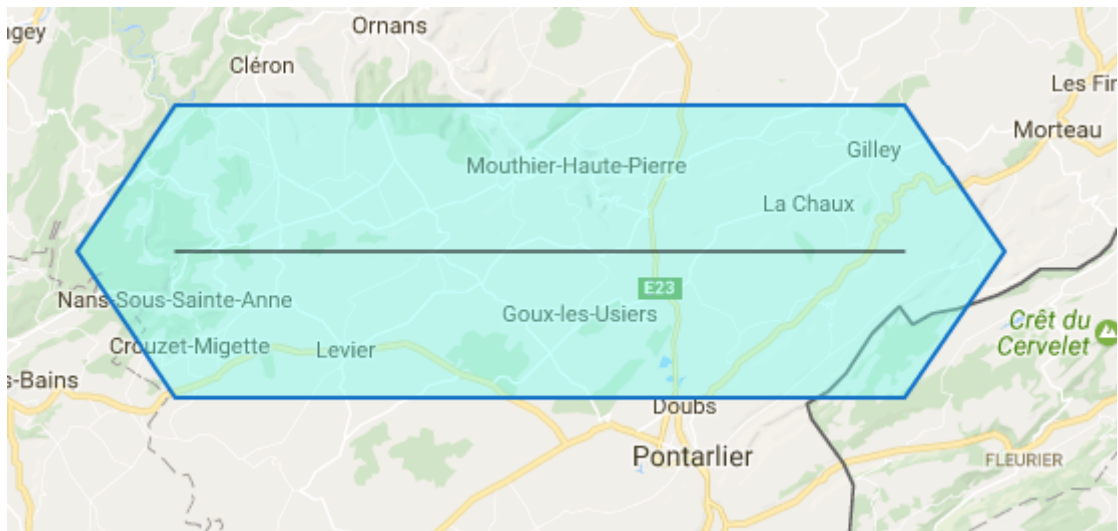 Ornans
Cléron
Les Fin
Morteau
Gilley
Mouthier-Haute-Pierre
La Chaux
E23
Nans-Sous-Sainte-Anne
Goux-les-Usiers
Crêt du
Cervelet
Crouzet-Migette
Levier
s-Bains
Doubs
Pontarlier
FLEURIER